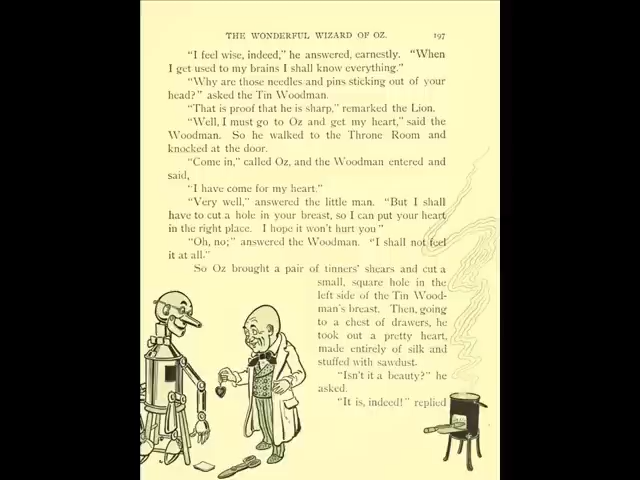 THE WONDERFUL WIZARD OF OZ. 197
"I feel wise, indeed," he answered, earnestly. "When
I get used to my brains I shall know everything."
"Why are those needles and pins sticking out of your
head?" asked the Tin Woodman.
"That is proof that he is sharp," remarked the Lion.
"Well, I must go to Oz and get my heart," said the
Woodman. So he walked to the Throne Room and
knocked at the door.
"Come in," called Oz, and the Woodman entered and
said,
"I have come for my heart."
"Very well," answered the little man. "But I shall
have to cut a hole in your breast, so I can put your heart
in the right place. I hope it won't hurt you"
"Oh, no;" answered the Woodman. "I shall not feel
it at all."
So Oz brought a pair of tinners' shears and cut a
small, square hole in the
left side of the Tin Wood-
man's breast. Then, going
to a chest of drawers, he
took out a pretty heart,
made entirely of silk and
stuffed with sawdust.
"Isn't it a beauty?" he
asked.
"It is, indeed!" replied